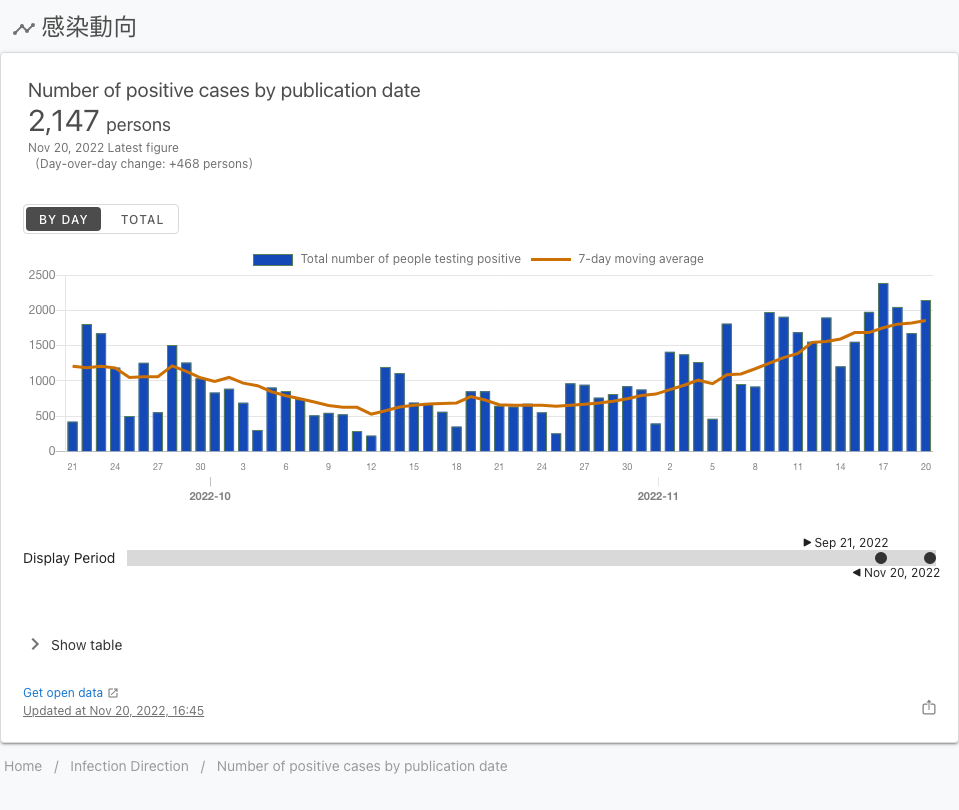 感染動向
Number of positive cases by publication date
2,147 persons
Nov 20, 2022 Latest figure
(Day-over-day change: +468 persons)
BY DAY TOTAL
Total number of people testing positive 7-day moving average
2500
2000
1500
1000
500
0
21 24 27 30 3 6 9 12 15 18 21 24 27 30 2 5 8 11 14 17 20
2022-10 2022-11
Sep 21, 2022
Display Period
Nov 20, 2022
Show table
Get open data
Updated at Nov 20, 2022, 16:45
Home / Infection Direction / Number of positive cases by publication date